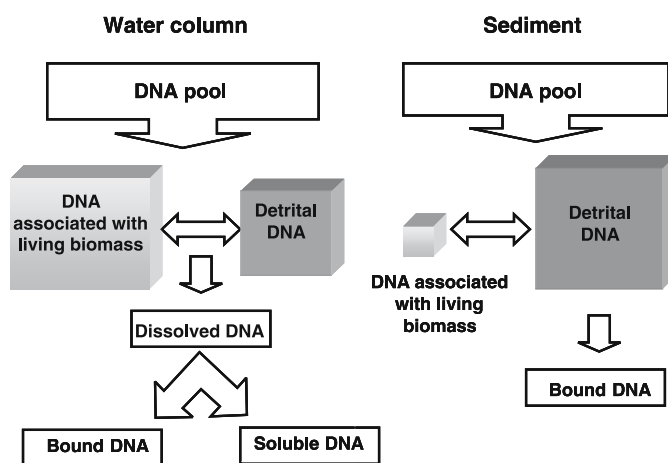 Water column
DNA pool
DNA
associated with
living biomass
Detrital
DNA
Dissolved DNA
Bound DNA
Soluble DNA
Sediment
DNA pool
Detrital
DNA
DNA associated
with living
biomass
Bound DNA